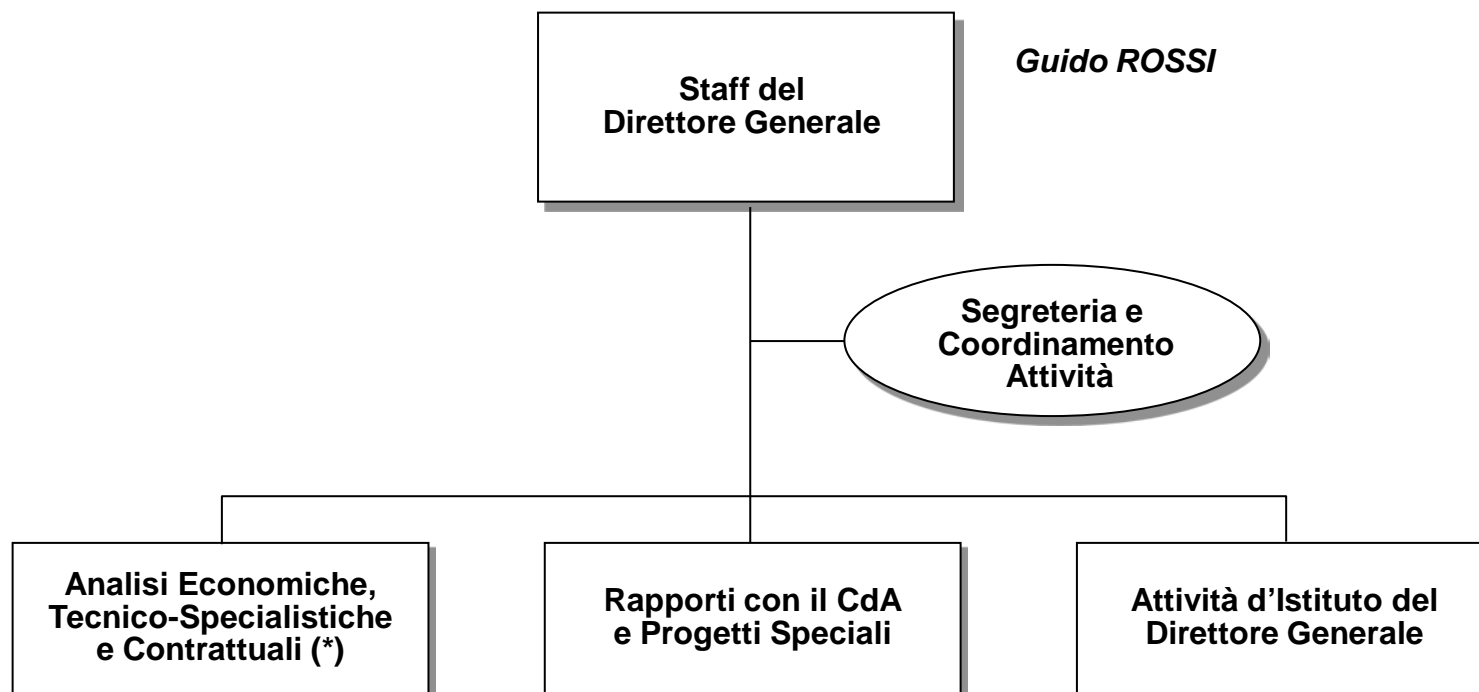 Staff del
Direttore Generale
Guido ROSSI
Segreteria e
Coordinamento
Attività
Analisi Economiche,
Tecnico-Specialistiche
e Contrattuali (*)
Rapporti con il CdA
e Progetti Speciali
Attività d’Istituto del
Direttore Generale